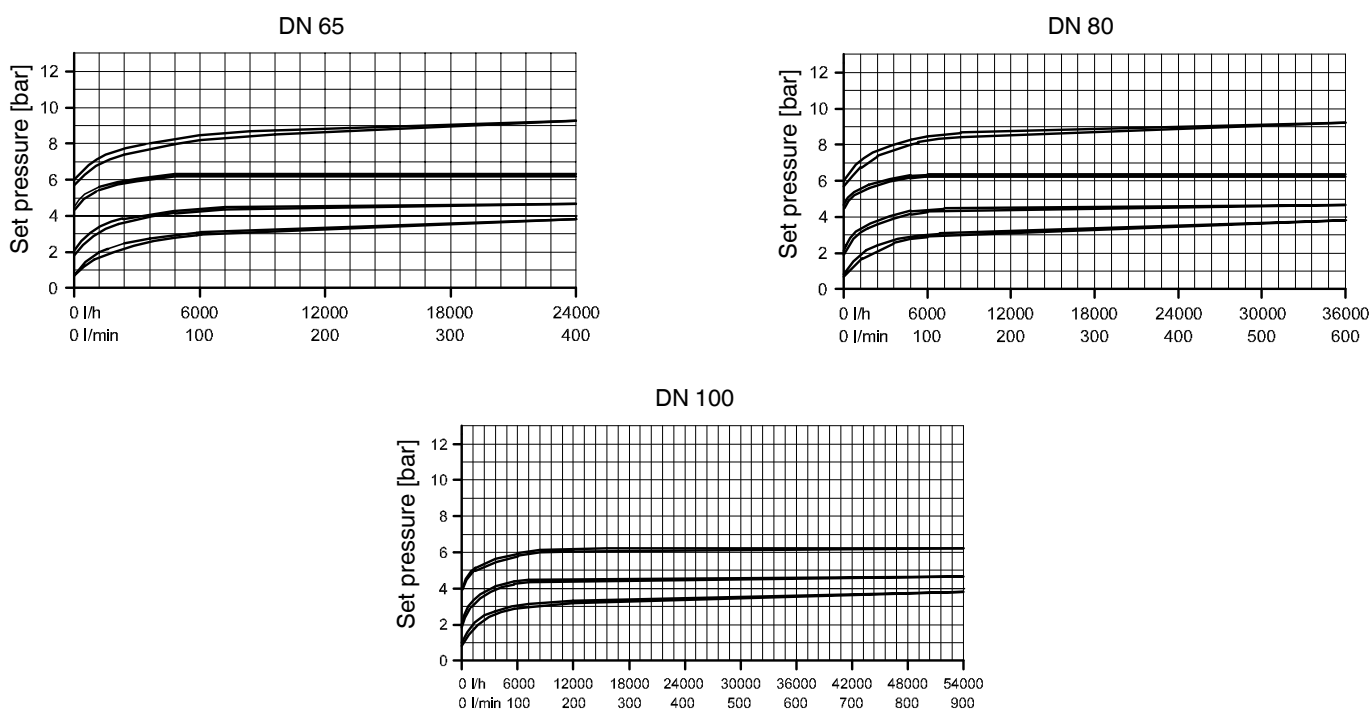 DN 65
Set pressure [bar]
12
10
8
6
4
2
0
0 l/h 6000 12000 18000 24000
0 l/min 100 200 300 400
DN 80
Set pressure [bar]
12
10
8
6
4
2
0
0 l/h 6000 12000 18000 24000 30000 36000
0 l/min 100 200 300 400 500 600
DN 100
Set pressure [bar]
12
10
8
6
4
2
0
0 l/h 6000 12000 18000 24000 30000 36000 42000 48000 54000
0 l/min 100 200 300 400 500 600 700 800 900